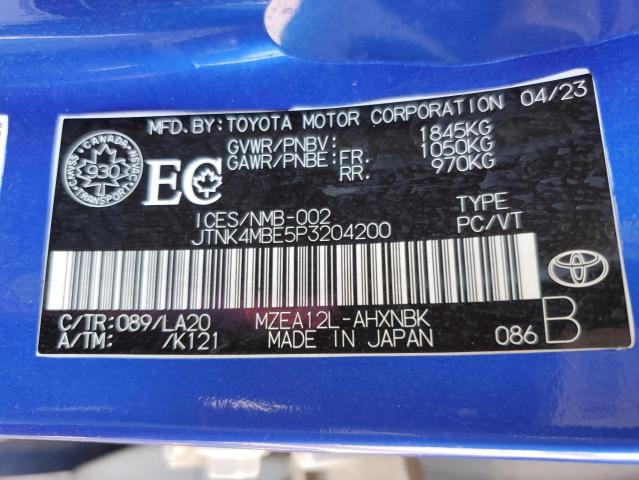 MFD. BY: TOYOTA MOTOR CORPORATION 04/23
GVWR/PNBV: 1845KG
GAWR/PNBE: FR: 1050KG
RR. 970KG
CANADA
930
TRANSPORT
EC
ICES/NMB-002
TYPE
JTNK4MBE5P3204200
PC/VT
C/TR: 089/LA20
MZEA12L-AHXNBK
A/TM: /K121
MADE IN JAPAN
086 B